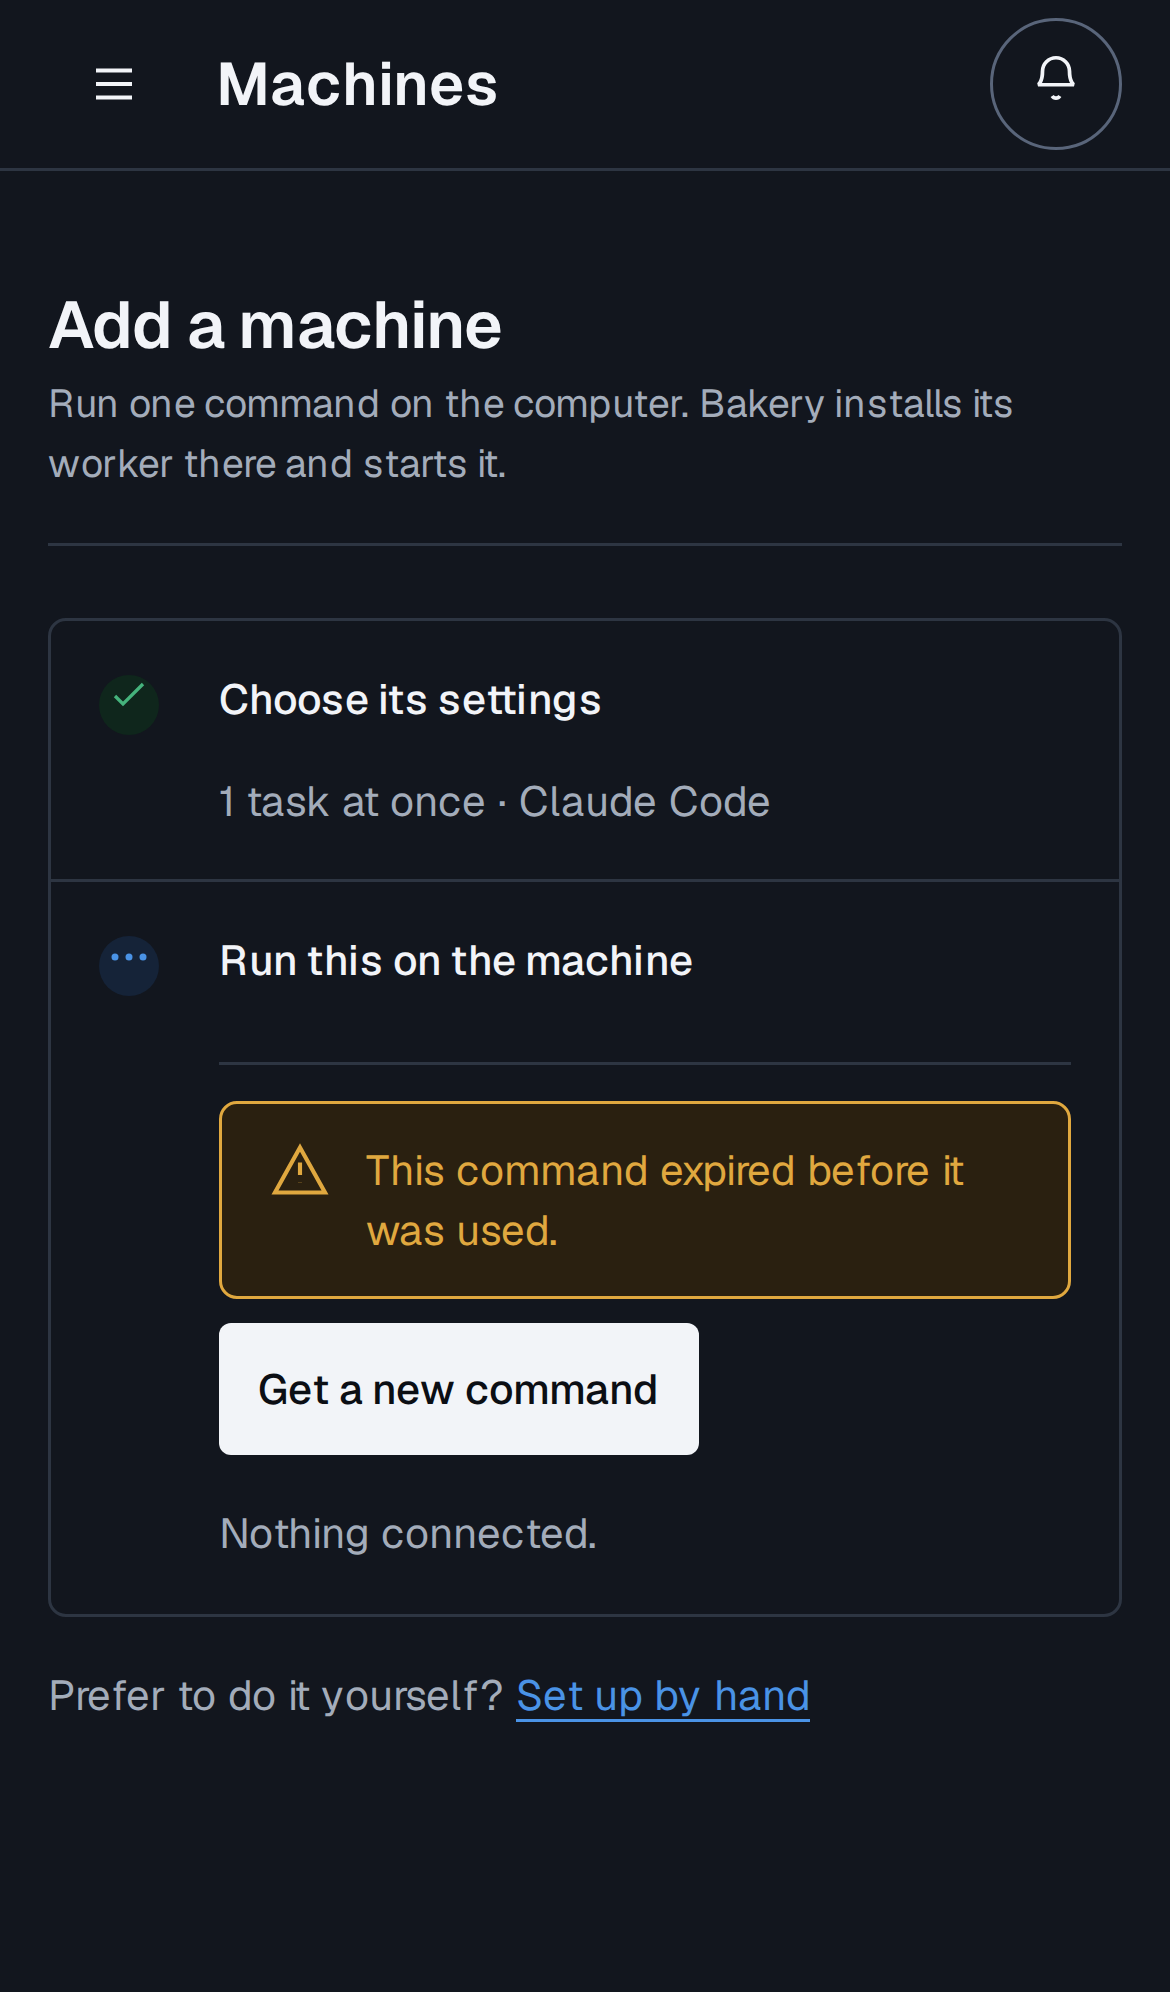 Machines
Add a machine
Run one command on the computer. Bakery installs its
worker there and starts it.
Choose its settings
1 task at once · Claude Code
Run this on the machine
This command expired before it
was used.
Get a new command
Nothing connected.
Prefer to do it yourself? Set up by hand